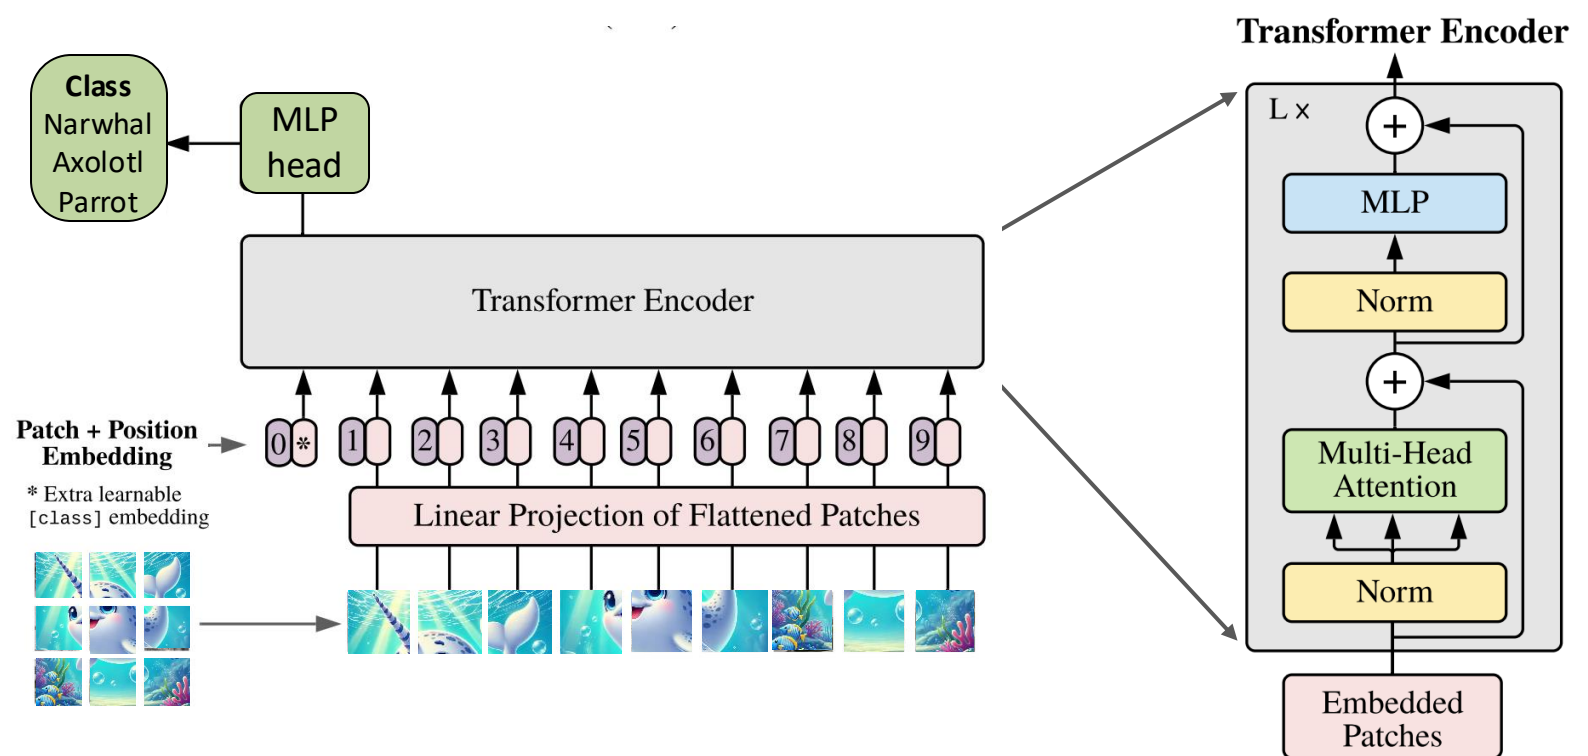 Transformer Encoder
Class
Narwhal
Axolotl
Parrot
MLP
head
Transformer Encoder
Patch + Position
Embedding
0 * 1 2 3 4 5 6 7 8 9
* Extra learnable
[class] embedding
Linear Projection of Flattened Patches
L x
+
MLP
Norm
+
Multi-Head
Attention
Norm
Embedded
Patches